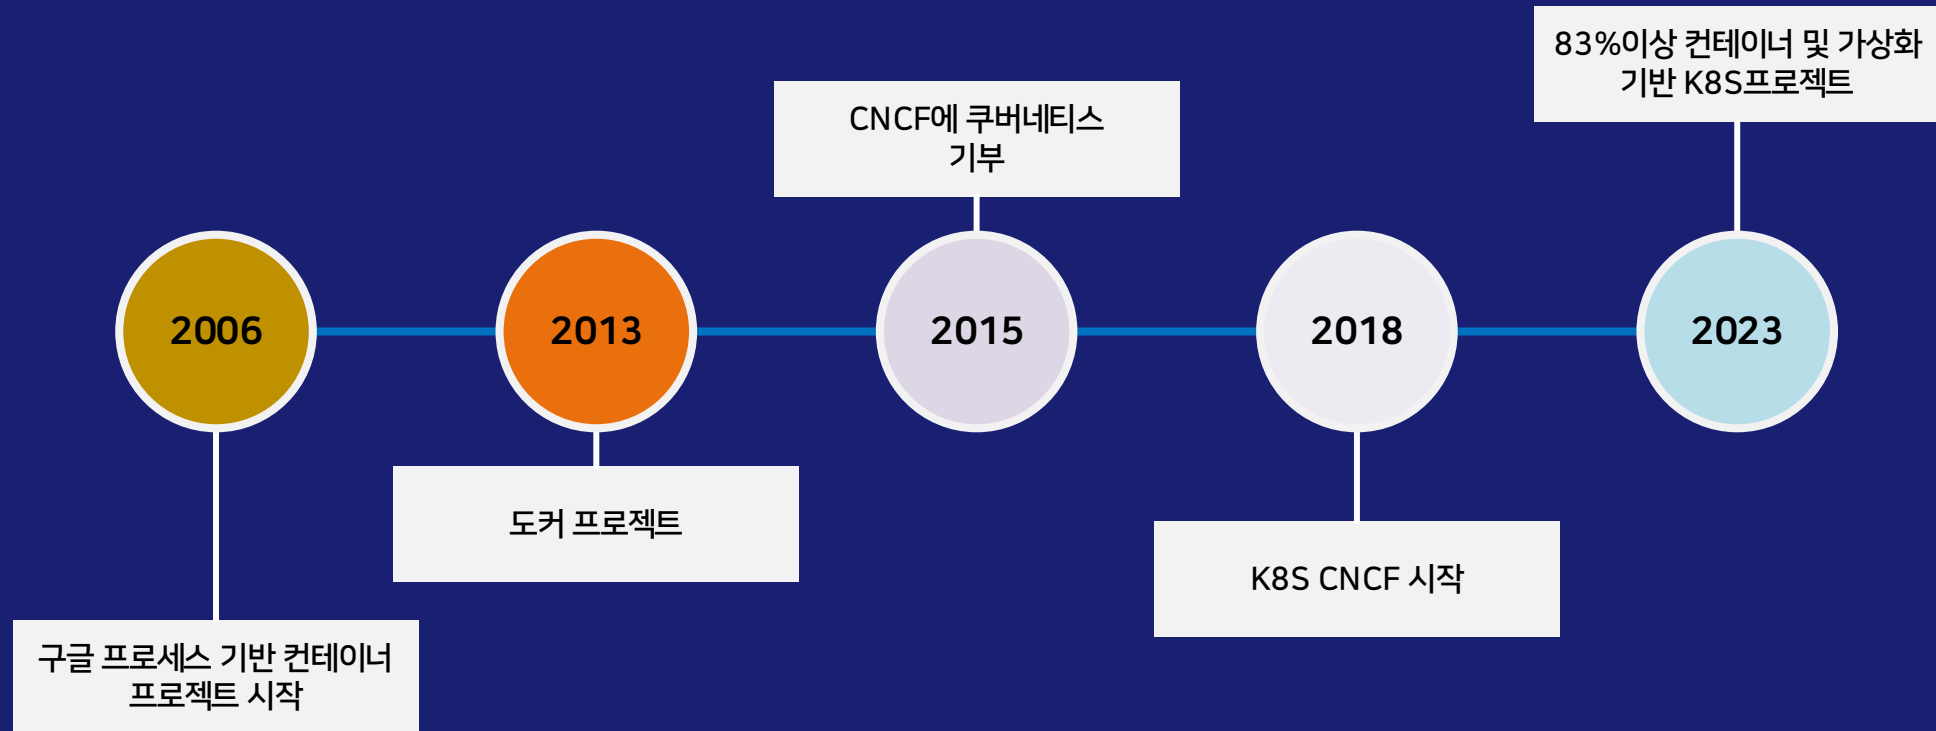 83%이상 컨테이너 및 가상화
기반 K8S프로젝트
CNCF에 쿠버네티스
기부
2006
2013
2015
2018
2023
도커 프로젝트
K8S CNCF 시작
구글 프로세스 기반 컨테이너
프로젝트 시작